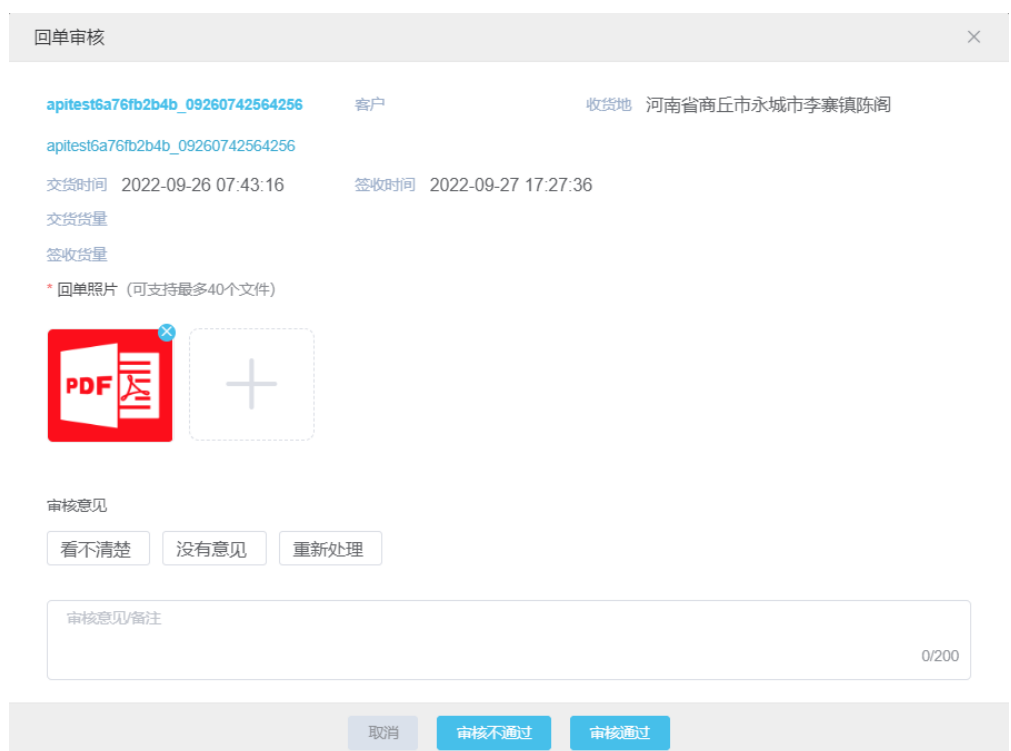 回单审核
apitest6a76fb2b4b_09260742564256 客户 收货地 河南省商丘市永城市李寨镇陈阁
apitest6a76fb2b4b_09260742564256
交货时间 2022-09-26 07:43:16 签收时间 2022-09-27 17:27:36
交货货量
签收货量
* 回单照片（可支持最多40个文件）
PDF
审核意见
看不清楚 没有意见 重新处理
审核意见/备注
0/200
取消 审核不通过 审核通过